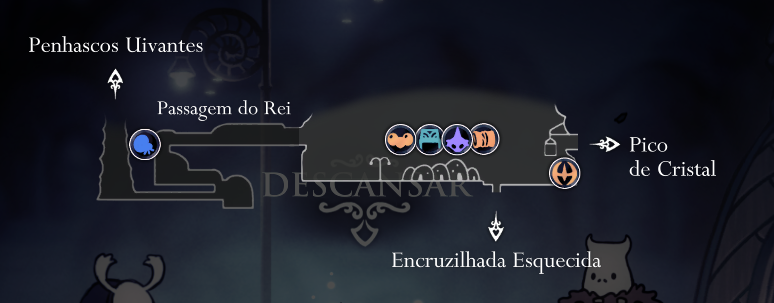 Penhascos Uivantes
Passagem do Rei
Pico
de Cristal
DESCANSAR
Encruzilhada Esquecida